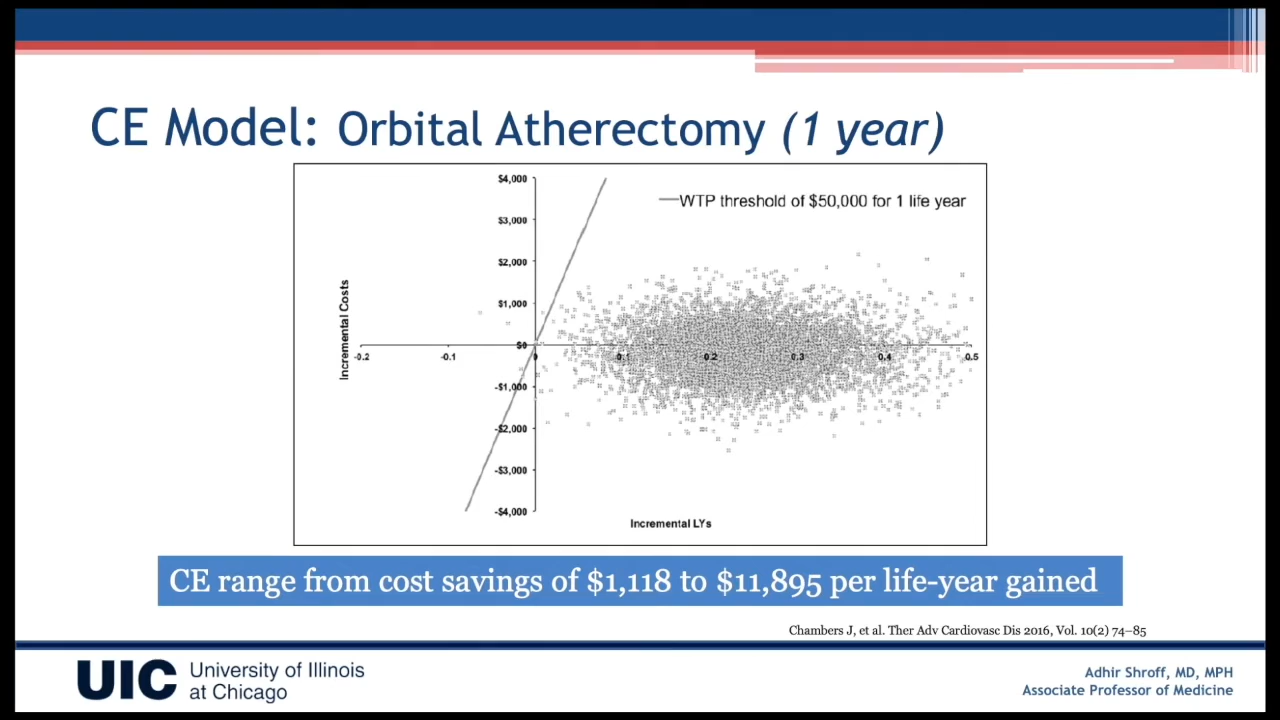 CE Model: Orbital Atherectomy (1 year)
$4,000
WTP threshold of $50,000 for 1 life year
$3,000
$2,000
$1,000
Incremental Costs
$0
-0.2
-0.1
0
0.1
0.2
0.3
0.4
0.5
-$1,000
-$2,000
-$3,000
-$4,000
Incremental LYs
CE range from cost savings of $1,118 to $11,895 per life-year gained
Chambers J, et al. Ther Adv Cardiovasc Dis 2016, Vol. 10(2) 74–85
UIC University of Illinois
at Chicago
Adhir Shroff, MD, MPH
Associate Professor of Medicine